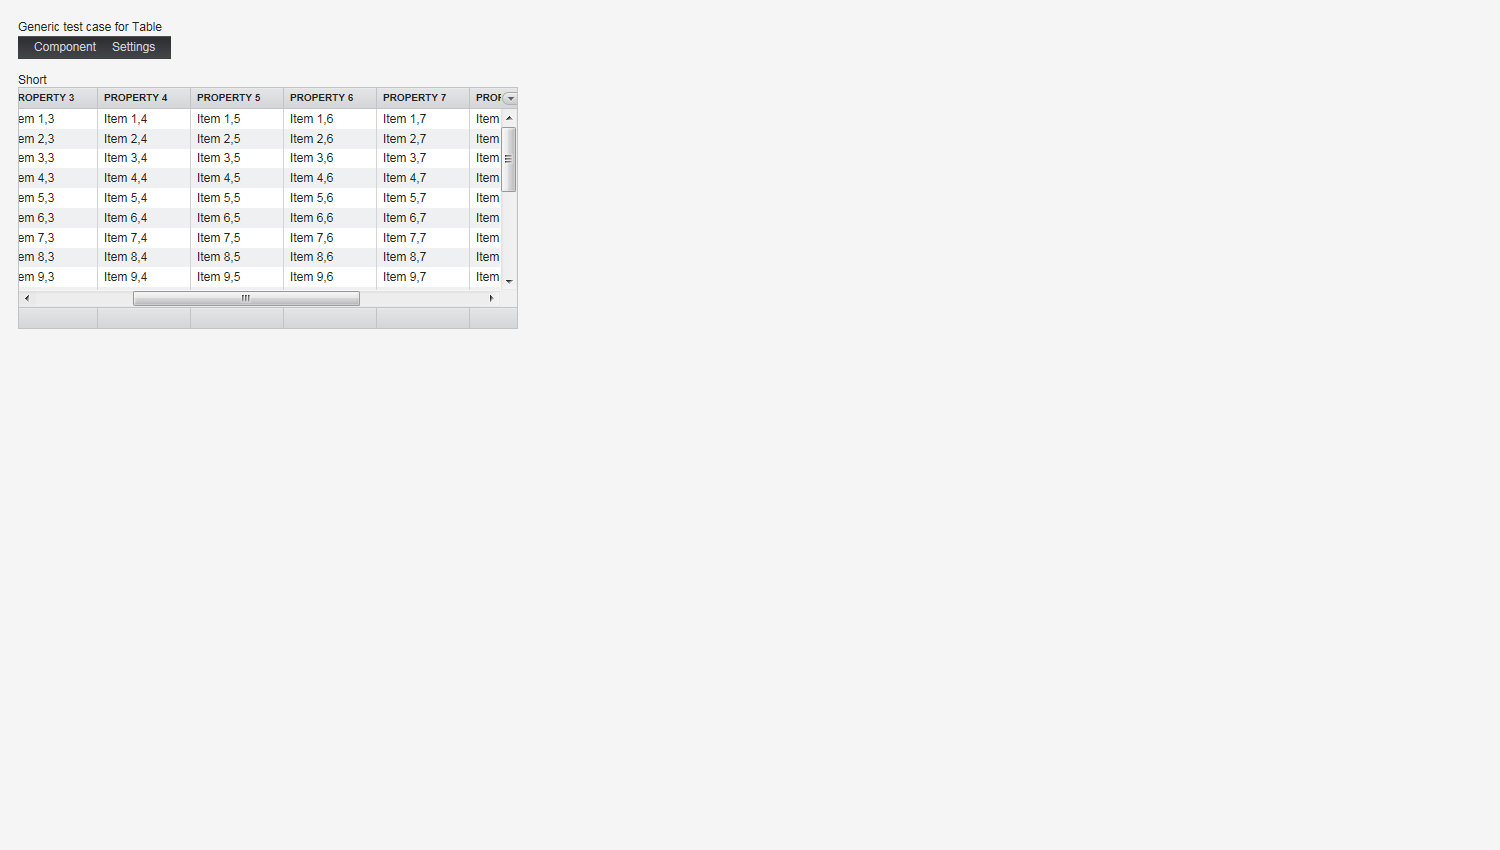 Generic test case for Table
Component Settings
Short
ROPERTY 3 PROPERTY 4 PROPERTY 5 PROPERTY 6 PROPERTY 7 PROP
em 1,3 Item 1,4 Item 1,5 Item 1,6 Item 1,7 Item
em 2,3 Item 2,4 Item 2,5 Item 2,6 Item 2,7 Item
em 3,3 Item 3,4 Item 3,5 Item 3,6 Item 3,7 Item
em 4,3 Item 4,4 Item 4,5 Item 4,6 Item 4,7 Item
em 5,3 Item 5,4 Item 5,5 Item 5,6 Item 5,7 Item
em 6,3 Item 6,4 Item 6,5 Item 6,6 Item 6,7 Item
em 7,3 Item 7,4 Item 7,5 Item 7,6 Item 7,7 Item
em 8,3 Item 8,4 Item 8,5 Item 8,6 Item 8,7 Item
em 9,3 Item 9,4 Item 9,5 Item 9,6 Item 9,7 Item